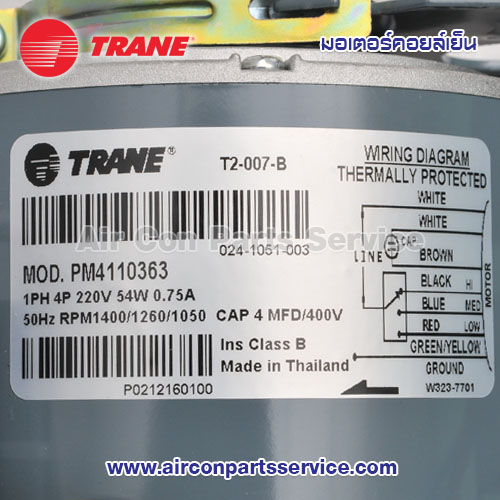 TRANE®
มอเตอร์คอยล์เย็น
TRANE®
T2-007-B
024-1051-003
MOD. PM4110363
1PH 4P 220V 54W 0.75A
50Hz RPM1400/1260/1050 CAP 4 MFD/400V
Ins Class B
Made in Thailand
P0212160100
WIRING DIAGRAM
THERMALLY PROTECTED
WHITE
WHITE
CAP.
LINE
BROWN
BLACK HI
BLUE MED
RED LOW
GREEN/YELLOW
GROUND
MOTOR
W323-7701
Air Con Parts Service
www.airconpartsservice.com